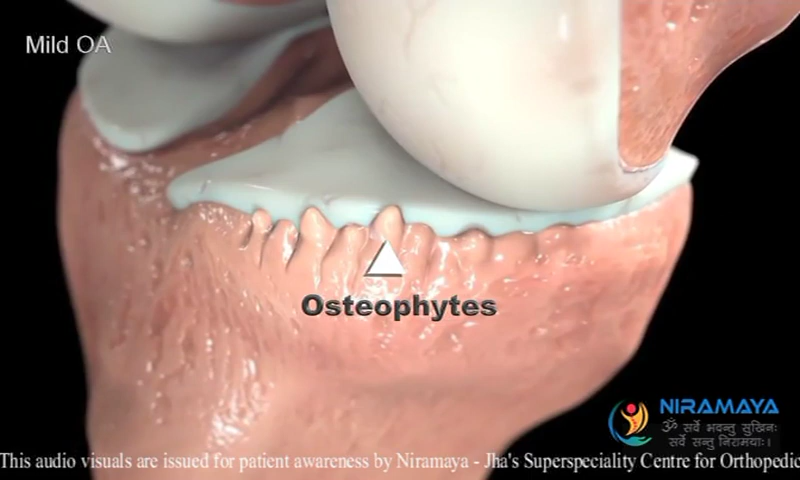 Mild OA
Osteophytes
NIRAMAYA
ॐ सर्वे भवन्तु सुखिनः
सर्वे सन्तु निरामयाः।
This audio visuals are issued for patient awareness by Niramaya - Jha's Superspeciality Centre for Orthopedic